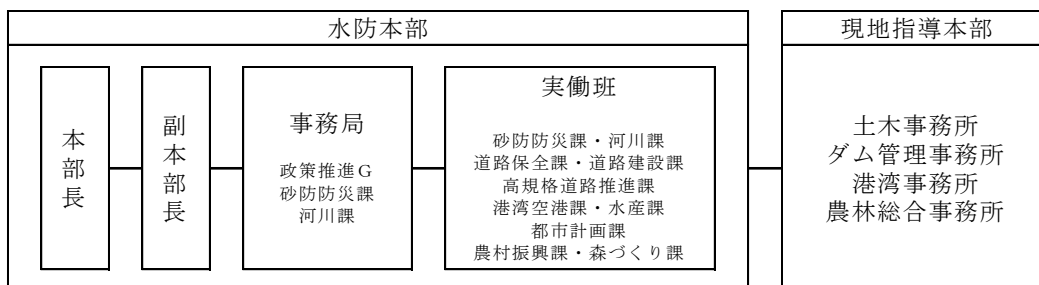 水防本部
本部長
副本部長
事務局
政策推進G
砂防防災課
河川課
実働班
砂防防災課・河川課
道路保全課・道路建設課
高規格道路推進課
港湾空港課・水産課
都市計画課
農村振興課・森づくり課
現地指導本部
土木事務所
ダム管理事務所
港湾事務所
農林総合事務所